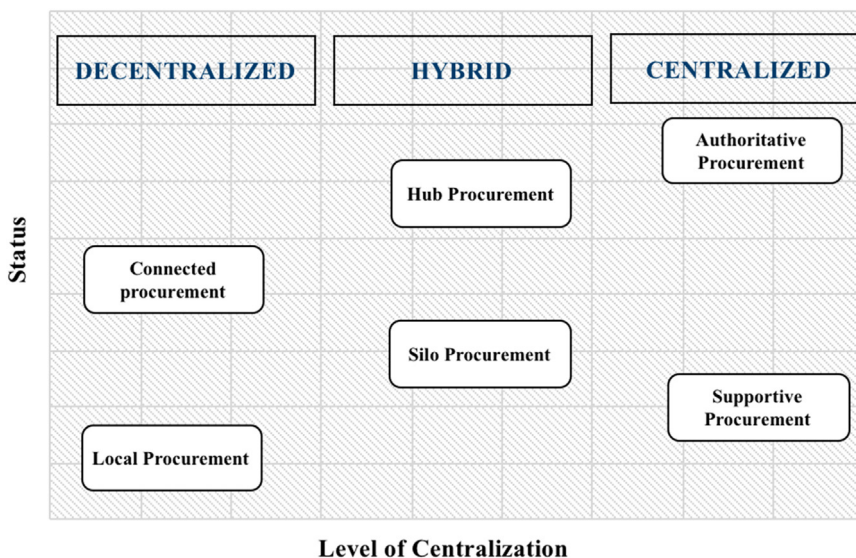 DECENTRALIZED
HYBRID
CENTRALIZED
Authoritative
Procurement
Hub Procurement
Connected
procurement
Silo Procurement
Supportive
Procurement
Local Procurement
Status
Level of Centralization